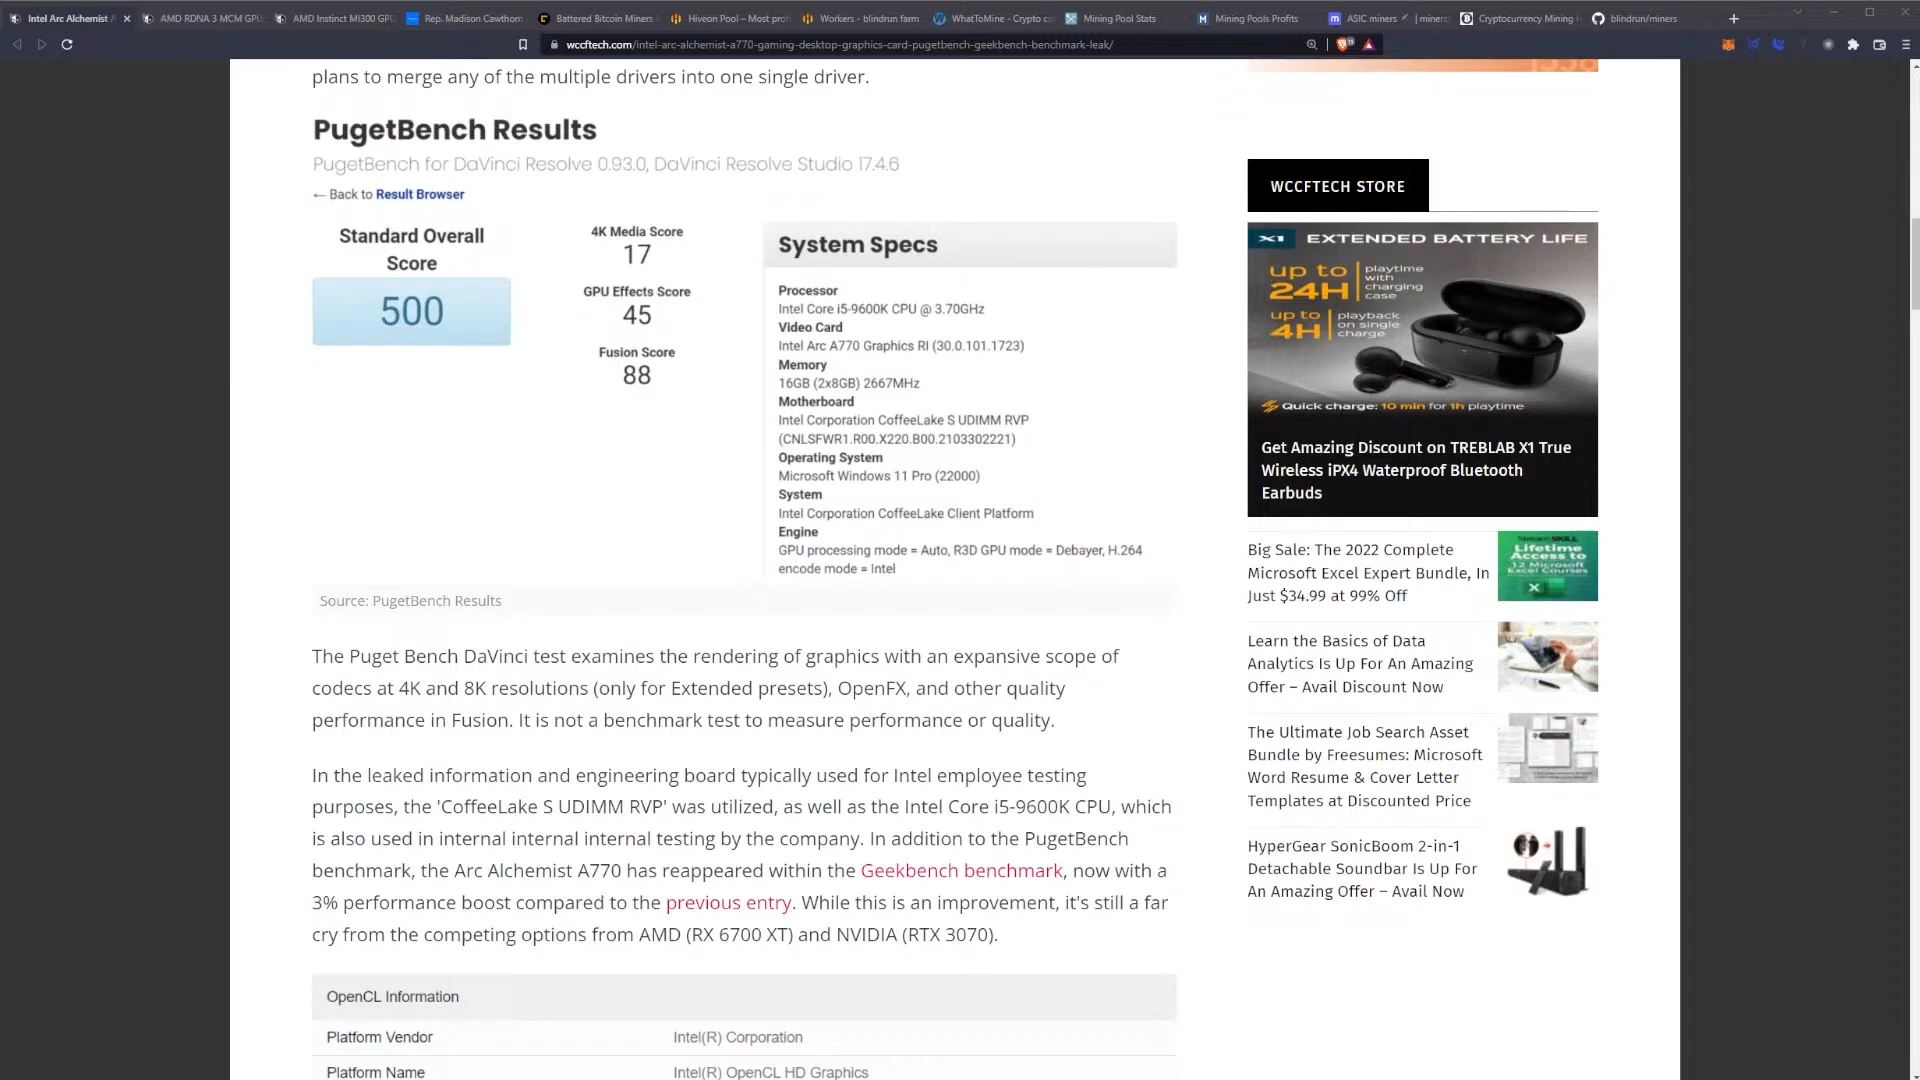 Intel Arc Alchemist
AMD RDNA 3 MCM GPU
AMD Instinct MI300 GPU
Rep. Madison Cawthorn
Battered Bitcoin Miners
Hiveon Pool – Most prof
Workers - blindrun farm
WhatToMine - Crypto co
Mining Pool Stats
Mining Pools Profits
ASIC miners
miner
Cryptocurrency Mining
blindrun/miners
wccftech.com/intel-arc-alchemist-a770-gaming-desktop-graphics-card-pugetbench-geekbench-benchmark-leak/
plans to merge any of the multiple drivers into one single driver.
PugetBench Results
PugetBench for DaVinci Resolve 0.93.0, DaVinci Resolve Studio 17.4.6
← Back to Result Browser
Standard Overall
Score
500
4K Media Score
17
GPU Effects Score
45
Fusion Score
88
System Specs
Processor
Intel Core i5-9600K CPU @ 3.70GHz
Video Card
Intel Arc A770 Graphics RI (30.0.101.1723)
Memory
16GB (2x8GB) 2667MHz
Motherboard
Intel Corporation CoffeeLake S UDIMM RVP
(CNLSFWR1.R00.X220.B00.2103302221)
Operating System
Microsoft Windows 11 Pro (22000)
System
Intel Corporation CoffeeLake Client Platform
Engine
GPU processing mode = Auto, R3D GPU mode = Debayer, H.264
encode mode = Intel
Source: PugetBench Results
The Puget Bench DaVinci test examines the rendering of graphics with an expansive scope of
codecs at 4K and 8K resolutions (only for Extended presets), OpenFX, and other quality
performance in Fusion. It is not a benchmark test to measure performance or quality.
In the leaked information and engineering board typically used for Intel employee testing
purposes, the 'CoffeeLake S UDIMM RVP' was utilized, as well as the Intel Core i5-9600K CPU, which
is also used in internal internal internal testing by the company. In addition to the PugetBench
benchmark, the Arc Alchemist A770 has reappeared within the Geekbench benchmark, now with a
3% performance boost compared to the previous entry. While this is an improvement, it's still a far
cry from the competing options from AMD (RX 6700 XT) and NVIDIA (RTX 3070).
OpenCL Information
Platform Vendor Intel(R) Corporation
Platform Name Intel(R) OpenCL HD Graphics
WCCFTECH STORE
X1 EXTENDED BATTERY LIFE
up to 24H playtime with charging case
up to 4H playback on single charge
Quick charge: 10 min for 1h playtime
Get Amazing Discount on TREBLAB X1 True
Wireless iPX4 Waterproof Bluetooth
Earbuds
Big Sale: The 2022 Complete
Microsoft Excel Expert Bundle, In
Just $34.99 at 99% Off
Lifetime
Access to
12 Microsoft
Excel Courses
Learn the Basics of Data
Analytics Is Up For An Amazing
Offer – Avail Discount Now
The Ultimate Job Search Asset
Bundle by Freesumes: Microsoft
Word Resume & Cover Letter
Templates at Discounted Price
HyperGear SonicBoom 2-in-1
Detachable Soundbar Is Up For
An Amazing Offer – Avail Now